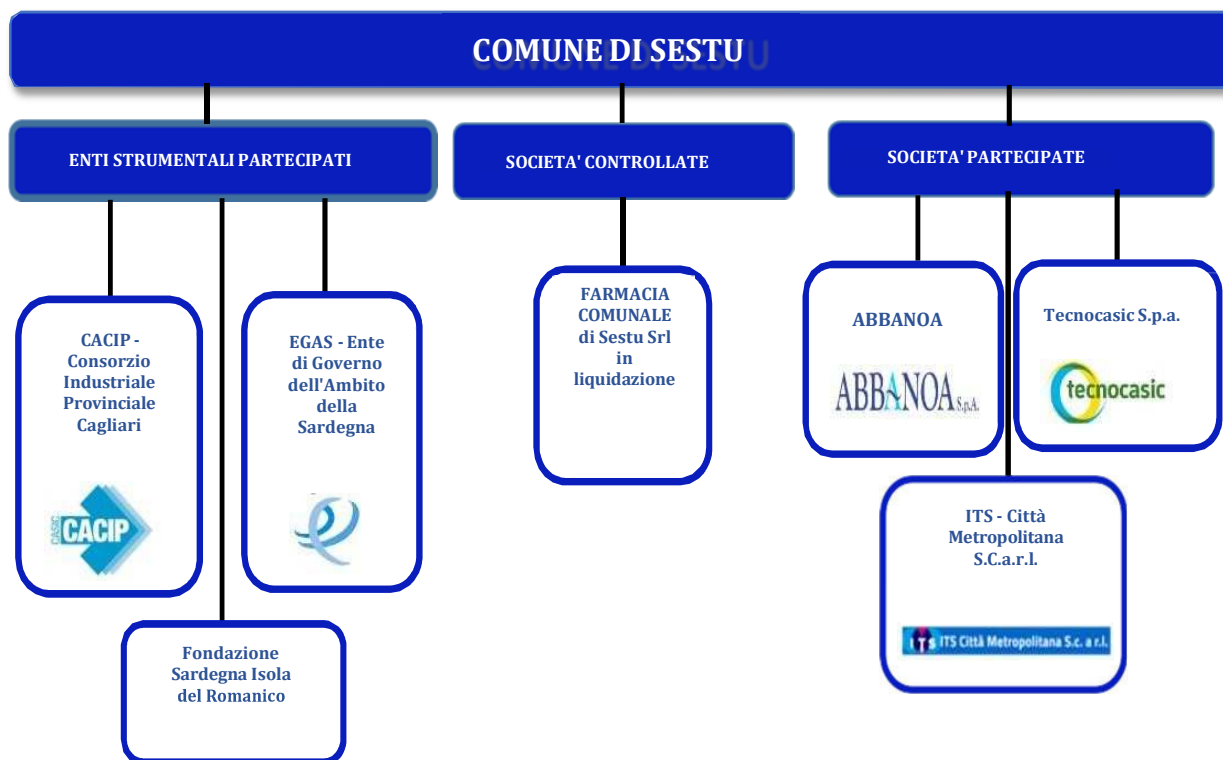 COMUNE DI SESTU
ENTI STRUMENTALI PARTECIPATI
SOCIETA' CONTROLLATE
SOCIETA' PARTECIPATE
CACIP -
Consorzio
Industriale
Provinciale
Cagliari
CASIC
CACIP
EGAS - Ente
di Governo
dell'Ambito
della
Sardegna
Fondazione
Sardegna Isola
del Romanico
FARMACIA
COMUNALE
di Sestu Srl
in
liquidazione
ABBANOA
ABBANOA S.p.A.
Tecnocasic S.p.a.
tecnocasic
ITS - Città
Metropolitana
S.C.a.r.l.
ITS ITS Città Metropolitana S.c. a r.l.